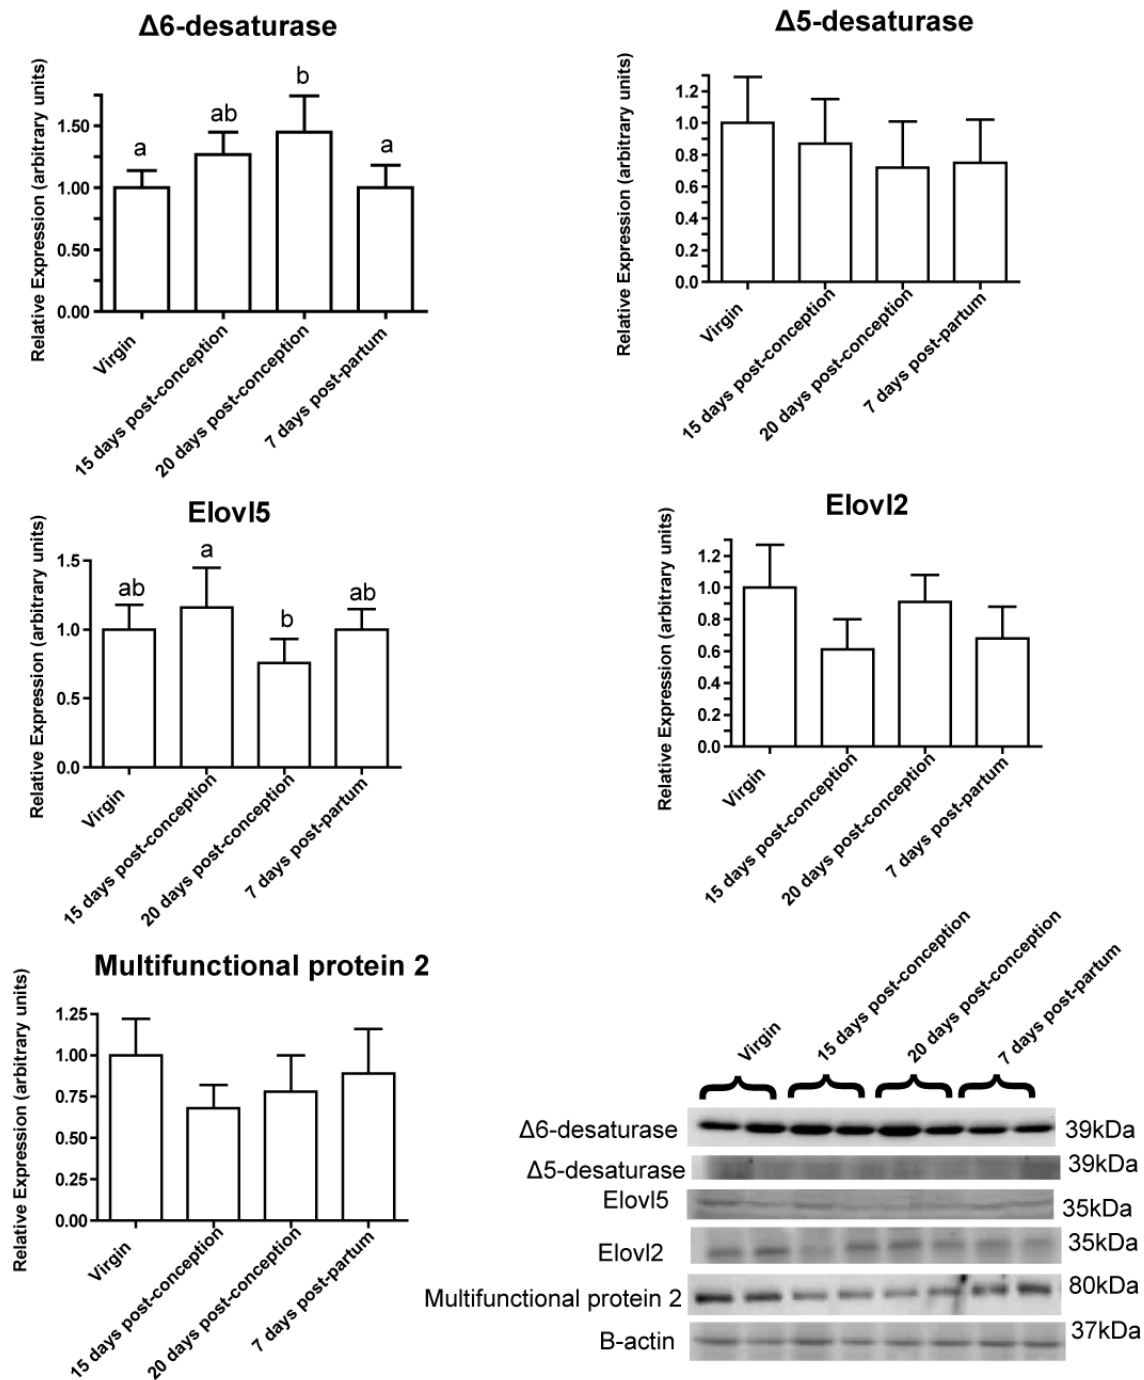 Δ6-desaturase
Relative Expression (arbitrary units)
1.50
1.00
0.50
0.00
a
ab
b
a
Virgin
15 days post-conception
20 days post-conception
7 days post-partum
Δ5-desaturase
Relative Expression (arbitrary units)
1.2
1.0
0.8
0.6
0.4
0.2
0.0
Virgin
15 days post-conception
20 days post-conception
7 days post-partum
Elovl5
Relative Expression (arbitrary units)
1.5
1.0
0.5
0.0
ab
a
b
ab
Virgin
15 days post-conception
20 days post-conception
7 days post-partum
Elovl2
Relative Expression (arbitrary units)
1.2
1.0
0.8
0.6
0.4
0.2
0.0
Virgin
15 days post-conception
20 days post-conception
7 days post-partum
Multifunctional protein 2
Relative Expression (arbitrary units)
1.25
1.00
0.75
0.50
0.25
0.00
Virgin
15 days post-conception
20 days post-conception
7 days post-partum
Virgin
15 days post-conception
20 days post-conception
7 days post-partum
Δ6-desaturase 39kDa
Δ5-desaturase 39kDa
Elovl5 35kDa
Elovl2 35kDa
Multifunctional protein 2 80kDa
B-actin 37kDa